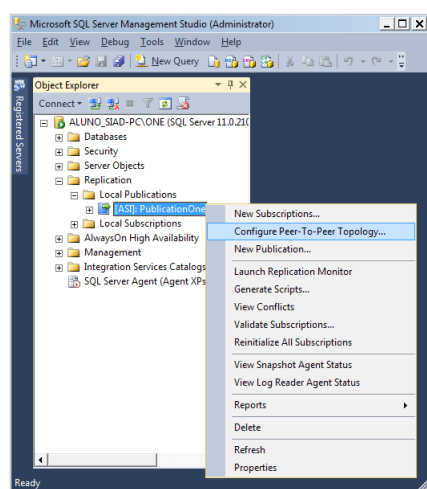 Microsoft SQL Server Management Studio (Administrator)
File Edit View Debug Tools Window Help
New Query
Registered Servers
Object Explorer
Connect
ALUNO_SIAD-PC\ONE (SQL Server 11.0.210
Databases
Security
Server Objects
Replication
Local Publications
[ASI]: PublicationOne
Local Subscriptions
AlwaysOn High Availability
Management
Integration Services Catalogs
SQL Server Agent (Agent XPs
New Subscriptions...
Configure Peer-To-Peer Topology...
New Publication...
Launch Replication Monitor
Generate Scripts...
View Conflicts
Validate Subscriptions...
Reinitialize All Subscriptions
View Snapshot Agent Status
View Log Reader Agent Status
Reports
Delete
Refresh
Properties
Ready